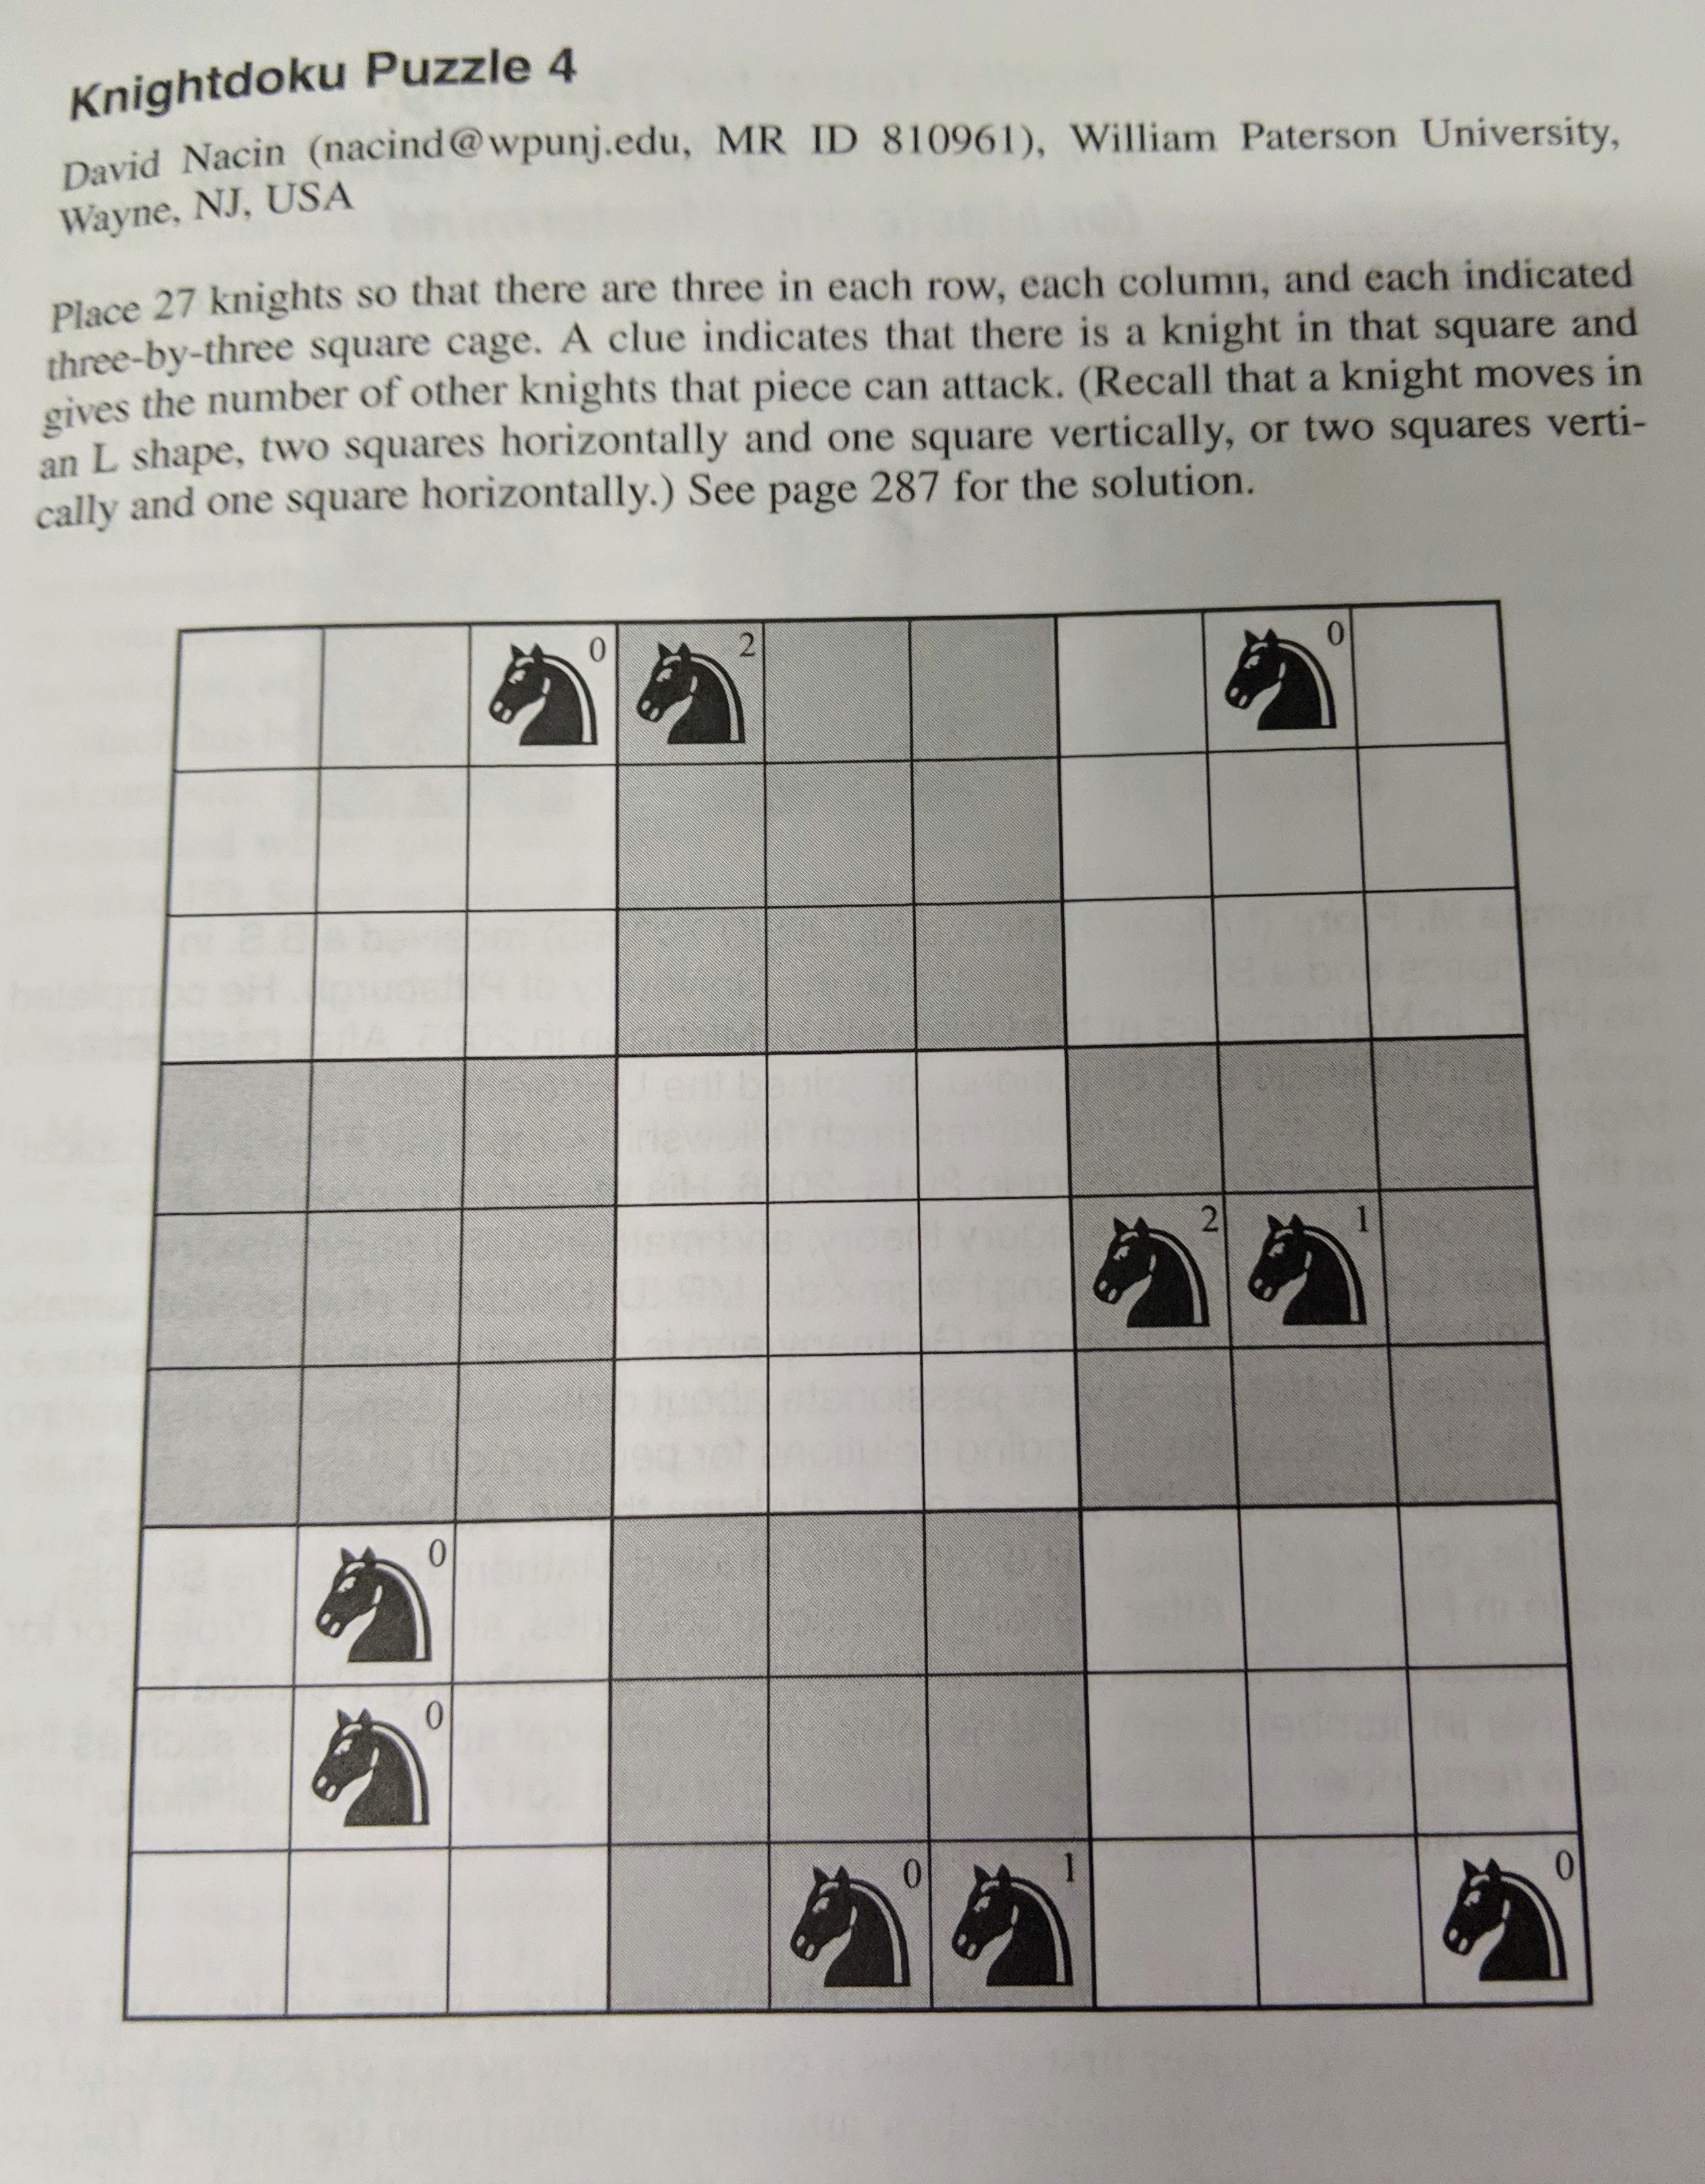 Knightdoku Puzzle 4
David Nacin (nacind@wpunj.edu, MR ID 810961), William Paterson University,
Wayne, NJ, USA
Place 27 knights so that there are three in each row, each column, and each indicated
three-by-three square cage. A clue indicates that there is a knight in that square and
gives the number of other knights that piece can attack. (Recall that a knight moves in
an L shape, two squares horizontally and one square vertically, or two squares verti-
cally and one square horizontally.) See page 287 for the solution.
0 2 0
2 1
0
0
0 1 0